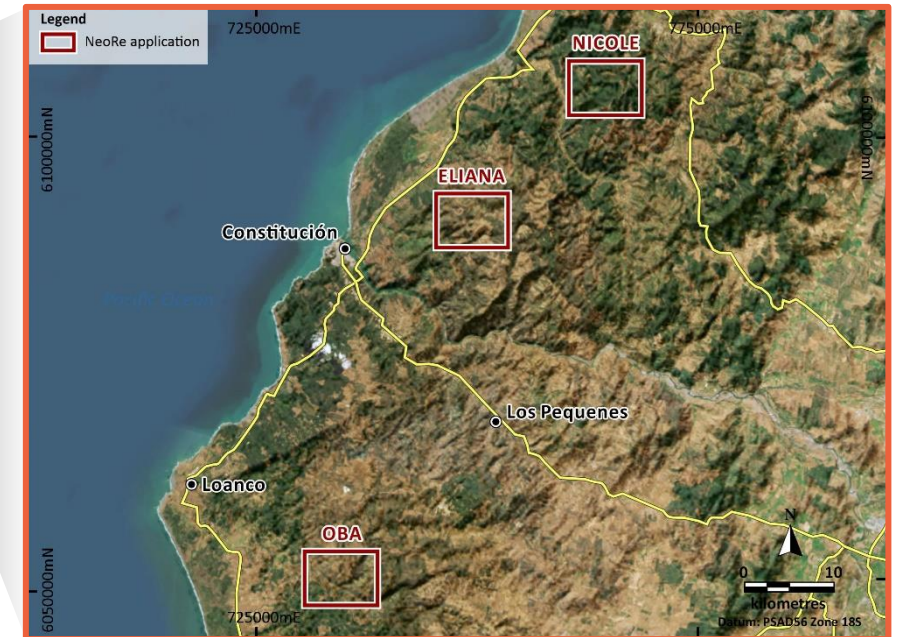 Legend
NeoRe application
725000mE
775000mE
NICOLE
6100000mN
6100000mN
ELIANA
Constitución
Los Pequenes
Loanco
OBA
6050000mN
725000mE
N
0 10
kilometres
Datum: PSAD56 Zone 18S